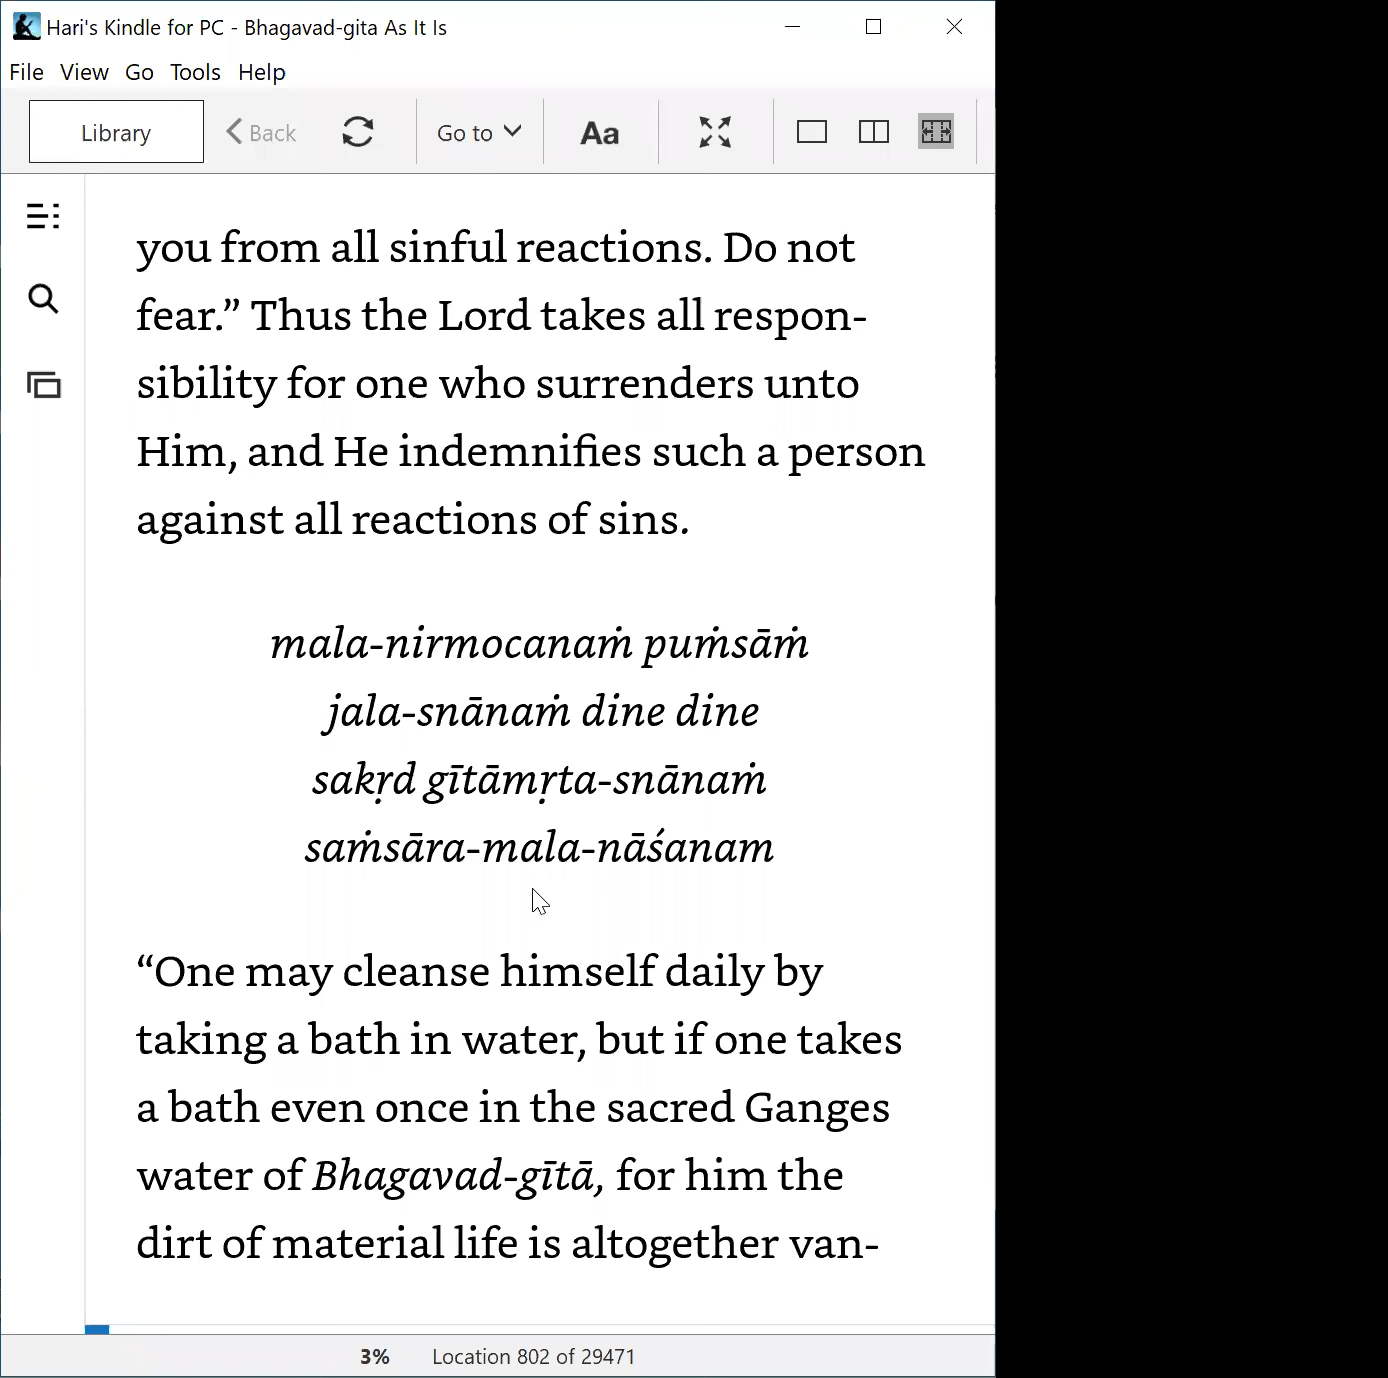 Hari's Kindle for PC - Bhagavad-gita As It Is
File View Go Tools Help
Library Back Go to Aa
you from all sinful reactions. Do not
fear.” Thus the Lord takes all respon-
sibility for one who surrenders unto
Him, and He indemnifies such a person
against all reactions of sins.
mala-nirmocanaṁ puṁsāṁ
jala-snānaṁ dine dine
sakṛd gītāmṛta-snānaṁ
saṁsāra-mala-nāśanam
“One may cleanse himself daily by
taking a bath in water, but if one takes
a bath even once in the sacred Ganges
water of Bhagavad-gītā, for him the
dirt of material life is altogether van-
3% Location 802 of 29471